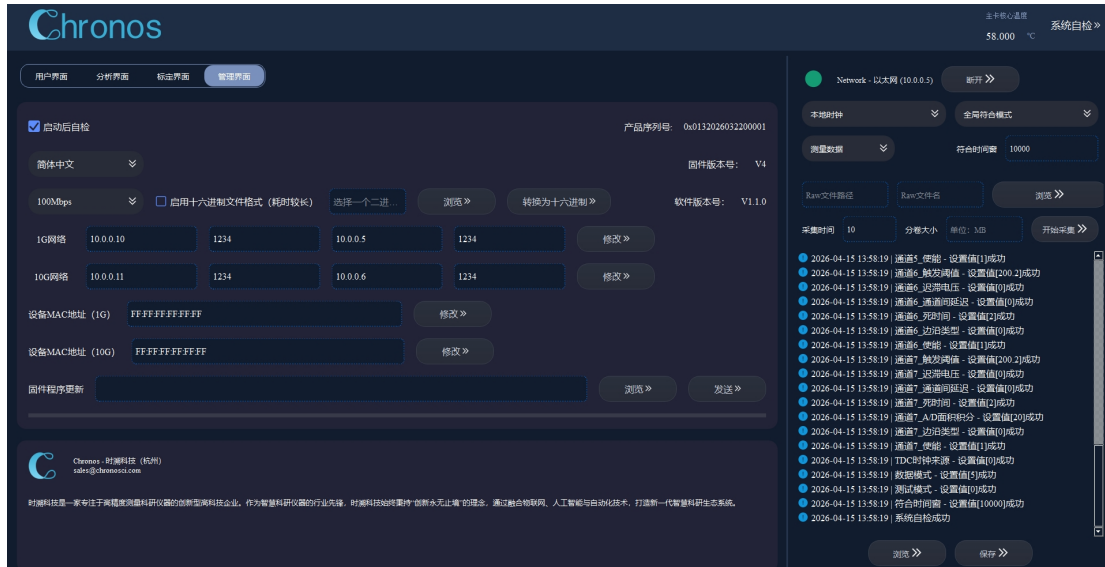 Chronos
主卡核心温度
58.000 ℃
系统自检»
用户界面 分析界面 标定界面 管理界面
Network - 以太网 (10.0.0.5) 断开»
启动后自检 产品序列号: 0x0132026032200001
本地时钟 全局符合模式
简体中文 固件版本号: V4
测量数据 符合时间窗 10000
100Mbps 启用十六进制文件格式 (耗时较长) 选择一个二进... 浏览» 转换为十六进制» 软件版本号: V1.1.0
Raw文件路径 Raw文件名 浏览»
1G网络 10.0.0.10 1234 10.0.0.5 1234 修改»
采集时间 10 分卷大小 单位: MB 开始采集»
10G网络 10.0.0.11 1234 10.0.0.6 1234 修改»
设备MAC地址 (1G) FF:FF:FF:FF:FF:FF 修改»
设备MAC地址 (10G) FF:FF:FF:FF:FF:FF 修改»
固件程序更新 浏览» 发送»
2026-04-15 13:58:19 | 通道5_使能 - 设置值[1]成功
2026-04-15 13:58:19 | 通道6_触发阈值 - 设置值[200.2]成功
2026-04-15 13:58:19 | 通道6_迟滞电压 - 设置值[0]成功
2026-04-15 13:58:19 | 通道6_通道间延迟 - 设置值[0]成功
2026-04-15 13:58:19 | 通道6_死时间 - 设置值[2]成功
2026-04-15 13:58:19 | 通道6_边沿类型 - 设置值[0]成功
2026-04-15 13:58:19 | 通道6_使能 - 设置值[1]成功
2026-04-15 13:58:19 | 通道7_触发阈值 - 设置值[200.2]成功
2026-04-15 13:58:19 | 通道7_迟滞电压 - 设置值[0]成功
2026-04-15 13:58:19 | 通道7_通道间延迟 - 设置值[0]成功
2026-04-15 13:58:19 | 通道7_死时间 - 设置值[2]成功
2026-04-15 13:58:19 | 通道7_A/D面积积分 - 设置值[20]成功
2026-04-15 13:58:19 | 通道7_边沿类型 - 设置值[0]成功
2026-04-15 13:58:19 | 通道7_使能 - 设置值[1]成功
2026-04-15 13:58:19 | TDC时钟来源 - 设置值[0]成功
2026-04-15 13:58:19 | 数据模式 - 设置值[5]成功
2026-04-15 13:58:19 | 测试模式 - 设置值[0]成功
2026-04-15 13:58:19 | 符合时间窗 - 设置值[10000]成功
2026-04-15 13:58:19 | 系统自检成功
浏览» 保存»
Chronos - 时溯科技 (杭州)
sales@chronosci.com
时溯科技是一家专注于高精度测量科研仪器的创新型高科技企业。作为智慧科研仪器的行业先锋，时溯科技始终秉持“创新永无止境”的理念，通过融合物联网、人工智能与自动化技术，打造新一代智慧科研生态系统。